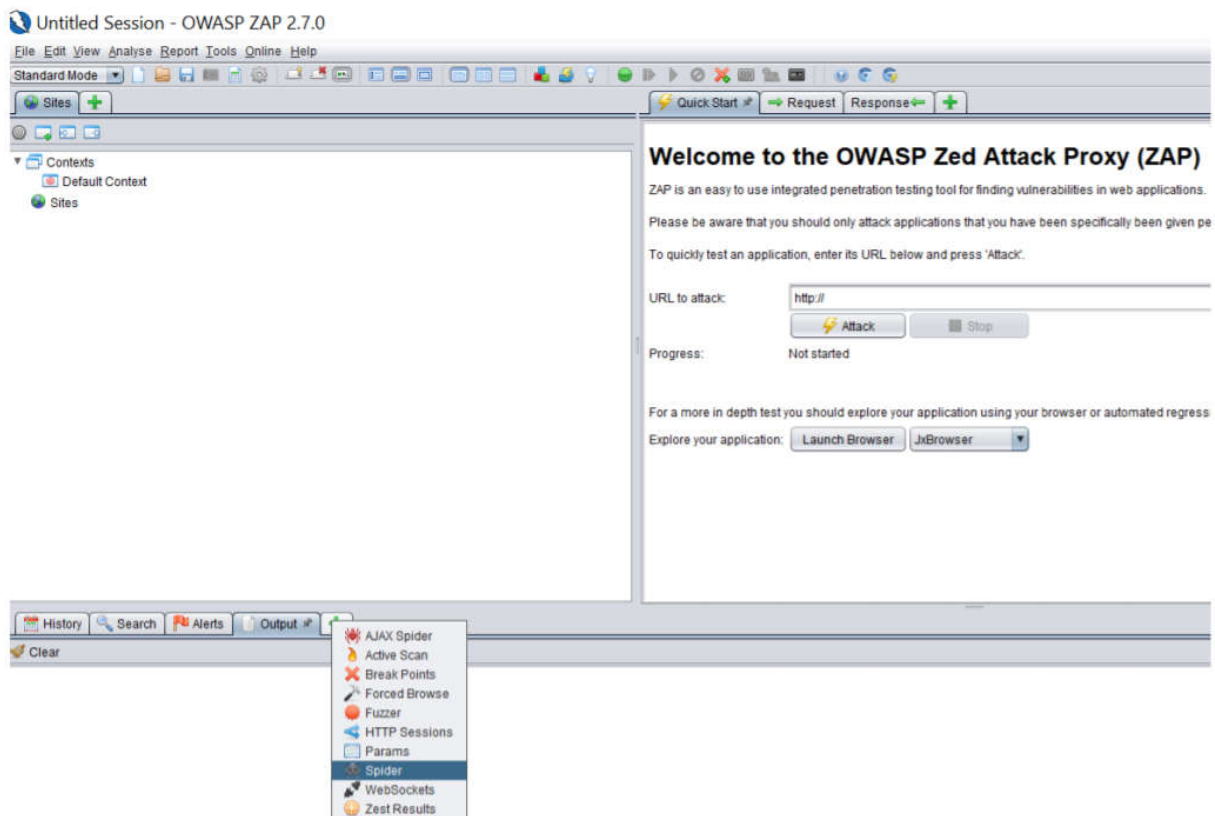 Untitled Session - OWASP ZAP 2.7.0
File Edit View Analyse Report Tools Online Help
Standard Mode
Sites
Quick Start Request Response
Contexts
Default Context
Sites
Welcome to the OWASP Zed Attack Proxy (ZAP)
ZAP is an easy to use integrated penetration testing tool for finding vulnerabilities in web applications.
Please be aware that you should only attack applications that you have been specifically been given pe
To quickly test an application, enter its URL below and press 'Attack'.
URL to attack: http://
Attack Stop
Progress: Not started
For a more in depth test you should explore your application using your browser or automated regress
Explore your application: Launch Browser JxBrowser
History Search Alerts Output
Clear
AJAX Spider
Active Scan
Break Points
Forced Browse
Fuzzer
HTTP Sessions
Params
Spider
WebSockets
Zest Results